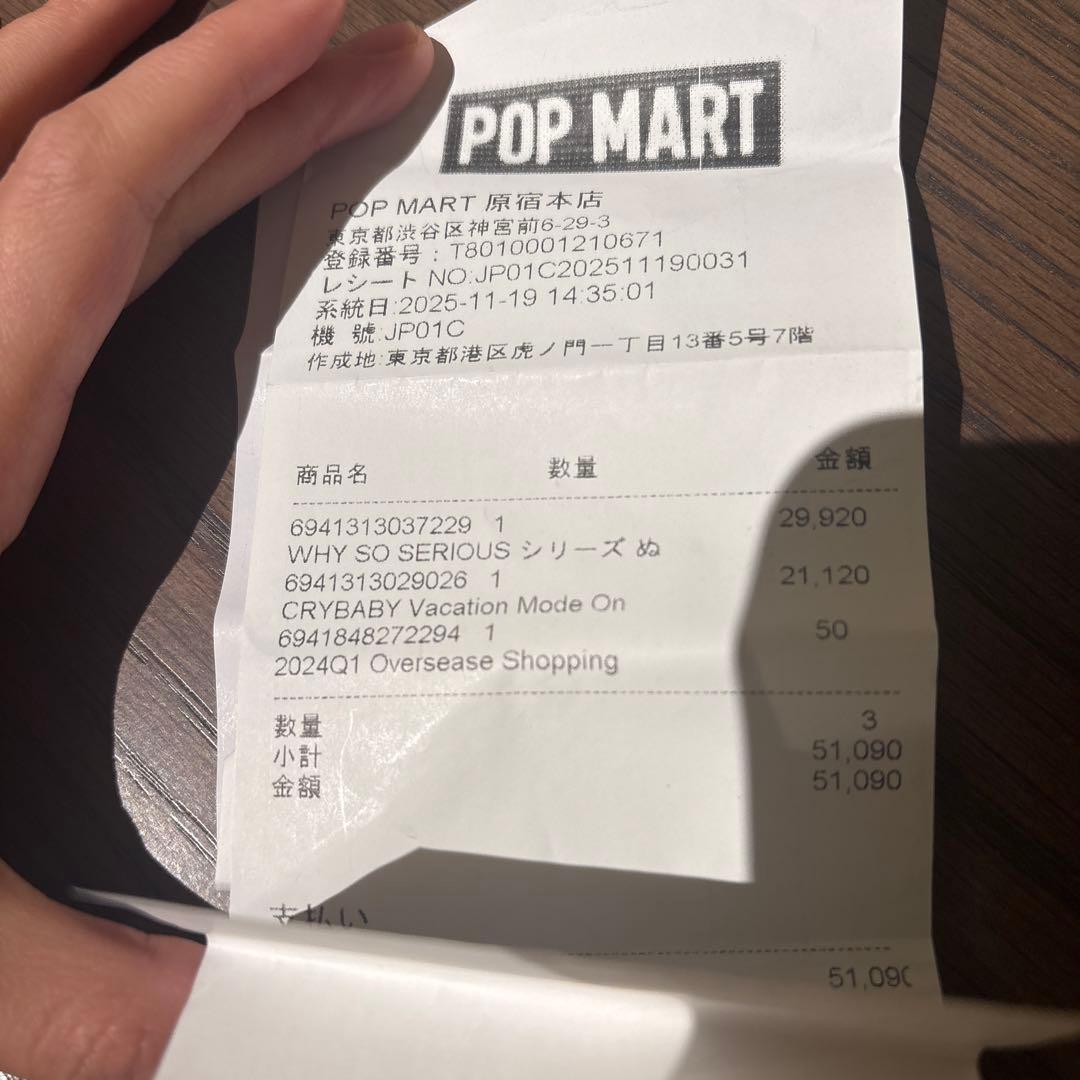 POP MART
POP MART 原宿本店
東京都渋谷区神宮前6-29-3
登録番号：T8010001210671
レシート NO:JP01C202511190031
系統日:2025-11-19 14:35:01
機 號:JP01C
作成地:東京都港区虎ノ門一丁目13番5号7階
商品名 数量 金額
6941313037229 1 29,920
WHY SO SERIOUS シリーズ ぬ
6941313029026 1 21,120
CRYBABY Vacation Mode On
6941848272294 1 50
2024Q1 Oversease Shopping
数量 3
小計 51,090
金額 51,090
支払い
51,090